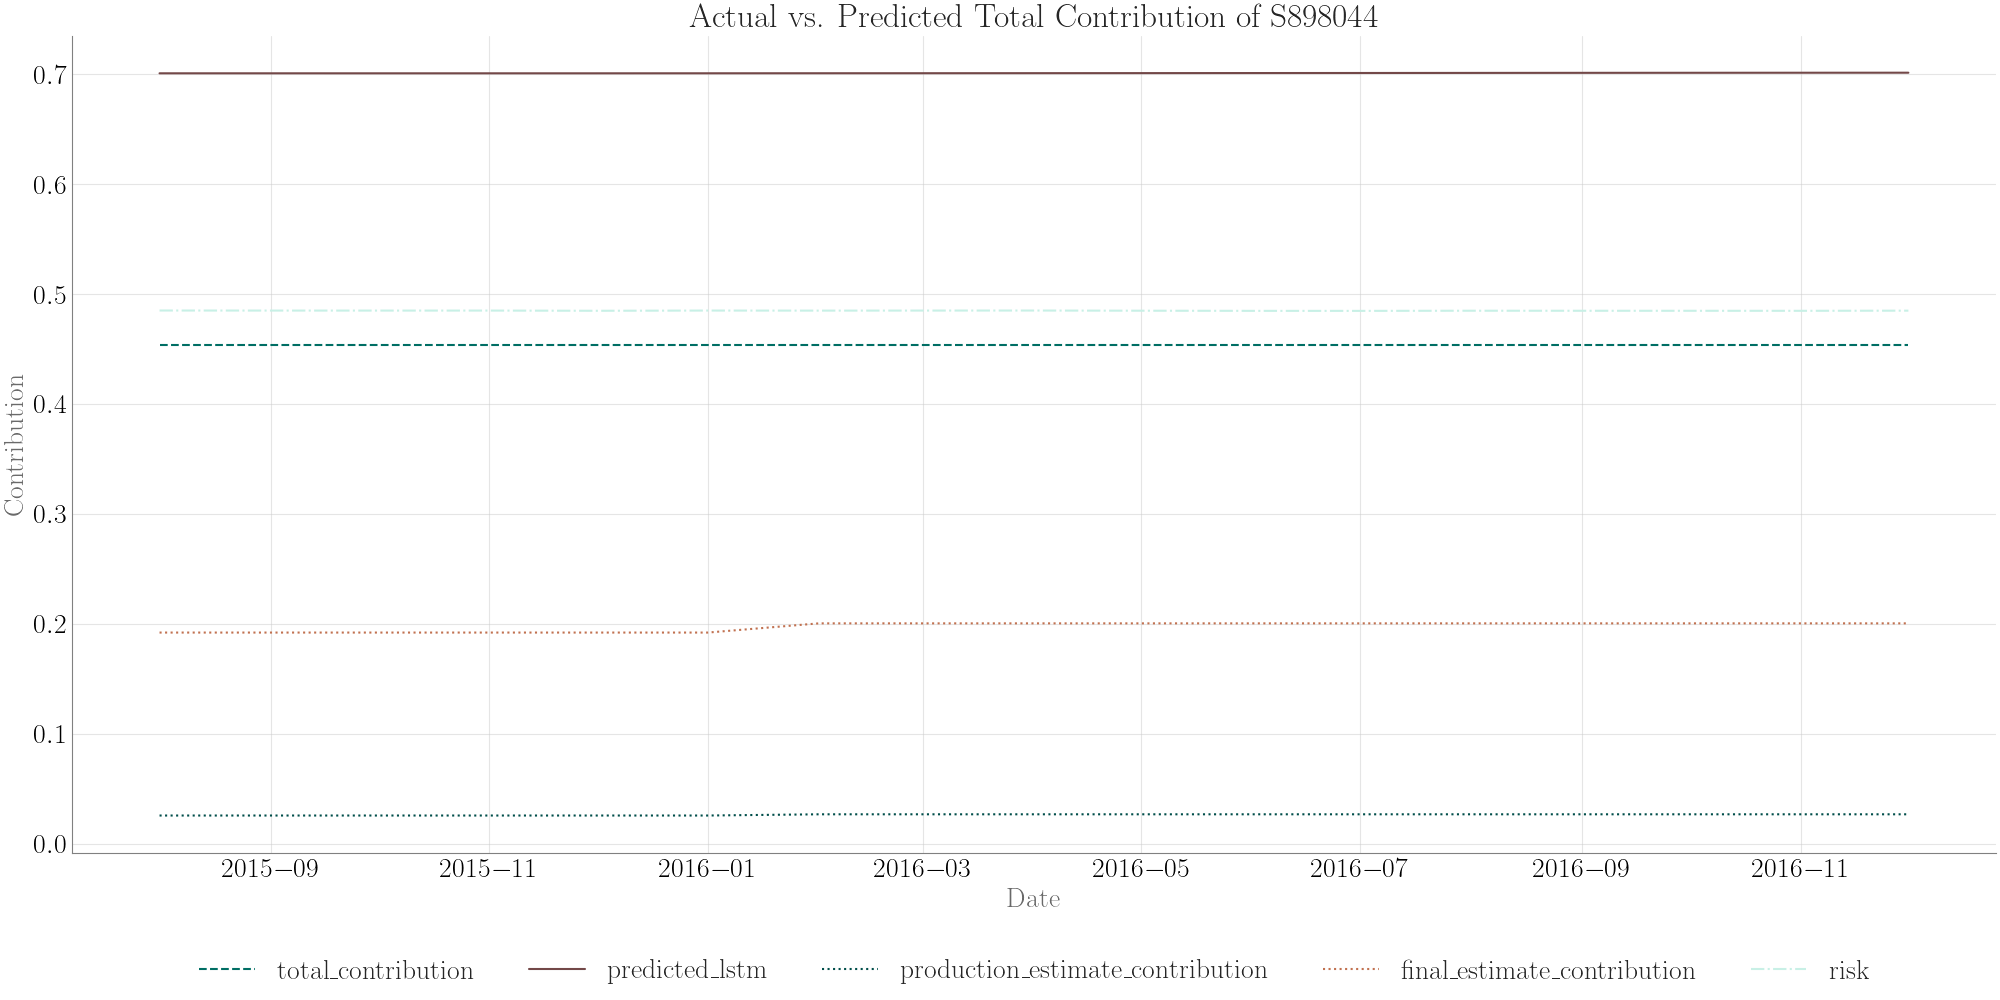 Actual vs. Predicted Total Contribution of S898044
0.7
0.6
0.5
0.4
0.3
0.2
0.1
0.0
Contribution
2015–09 2015–11 2016–01 2016–03 2016–05 2016–07 2016–09 2016–11
Date
total_contribution predicted_lstm production_estimate_contribution final_estimate_contribution risk